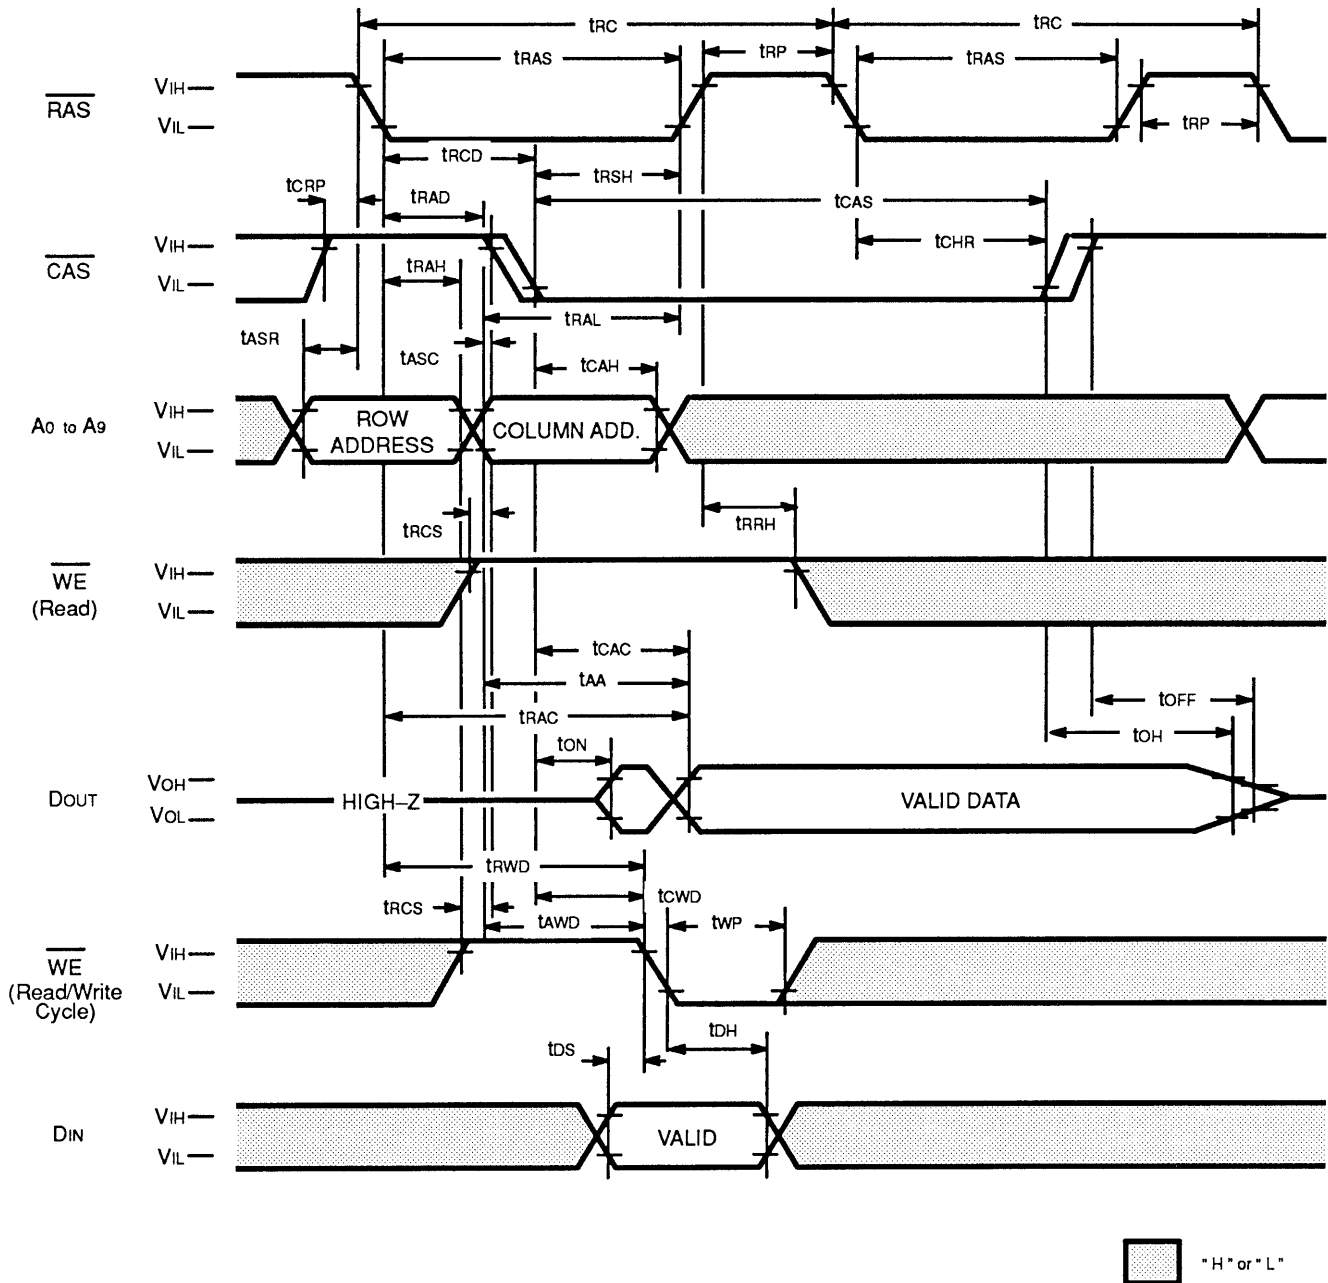 tRC tRC
tRAS tRP tRAS
RAS VIH
VIL
tRP
tRCD
tRSH
tCRP tRAD
tCAS
CAS VIH
VIL
tCHR
tRAH
tRAL
tASR
tASC
tCAH
A0 to A9 VIH
VIL
ROW
ADDRESS
COLUMN ADD.
tRCS
tRRH
WE
(Read)
VIH
VIL
tCAC
tAA
tRAC
tOFF
tOH
tON
DOUT VOH
VOL
HIGH–Z
VALID DATA
tRWD
tCWD
tRCS
tAWD
tWP
WE
(Read/Write
Cycle)
VIH
VIL
tDH
tDS
DIN VIH
VIL
VALID
"H" or "L"